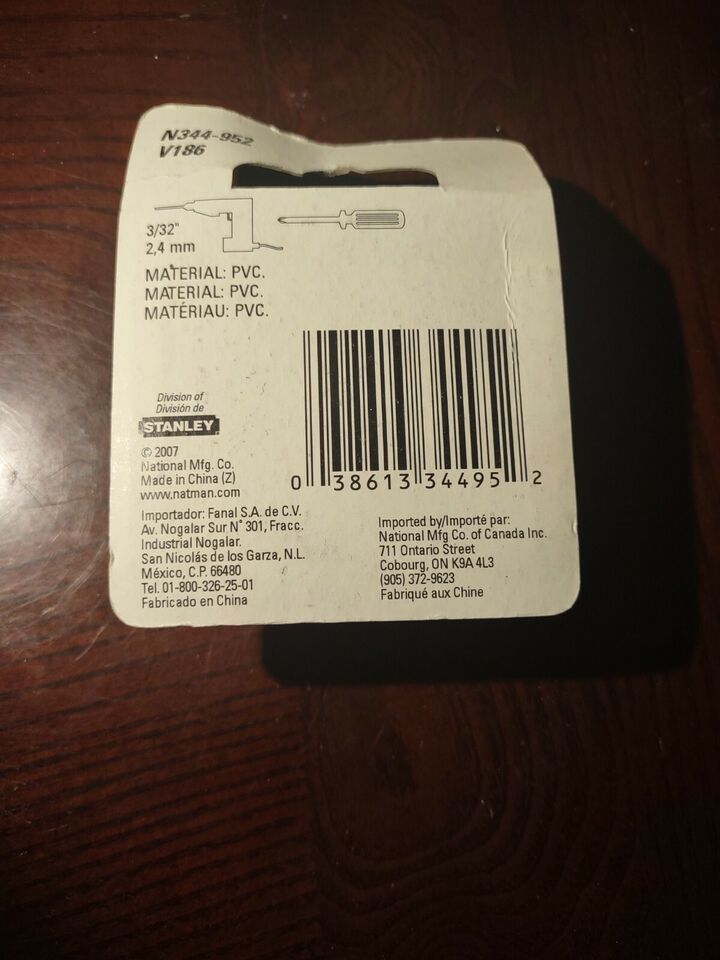 N344-952
V186
3/32"
2,4 mm
MATERIAL: PVC.
MATERIAL: PVC.
MATÉRIAU: PVC.
Division of
División de
STANLEY
© 2007
National Mfg. Co.
Made in China (Z)
www.natman.com
0 38613 34495 2
Importador: Fanal S.A. de C.V.
Av. Nogalar Sur N° 301, Fracc.
Industrial Nogalar.
San Nicolás de los Garza, N.L.
México, C.P. 66480
Tel. 01-800-326-25-01
Fabricado en China
Imported by/Importé par:
National Mfg Co. of Canada Inc.
711 Ontario Street
Cobourg, ON K9A 4L3
(905) 372-9623
Fabriqué aux Chine